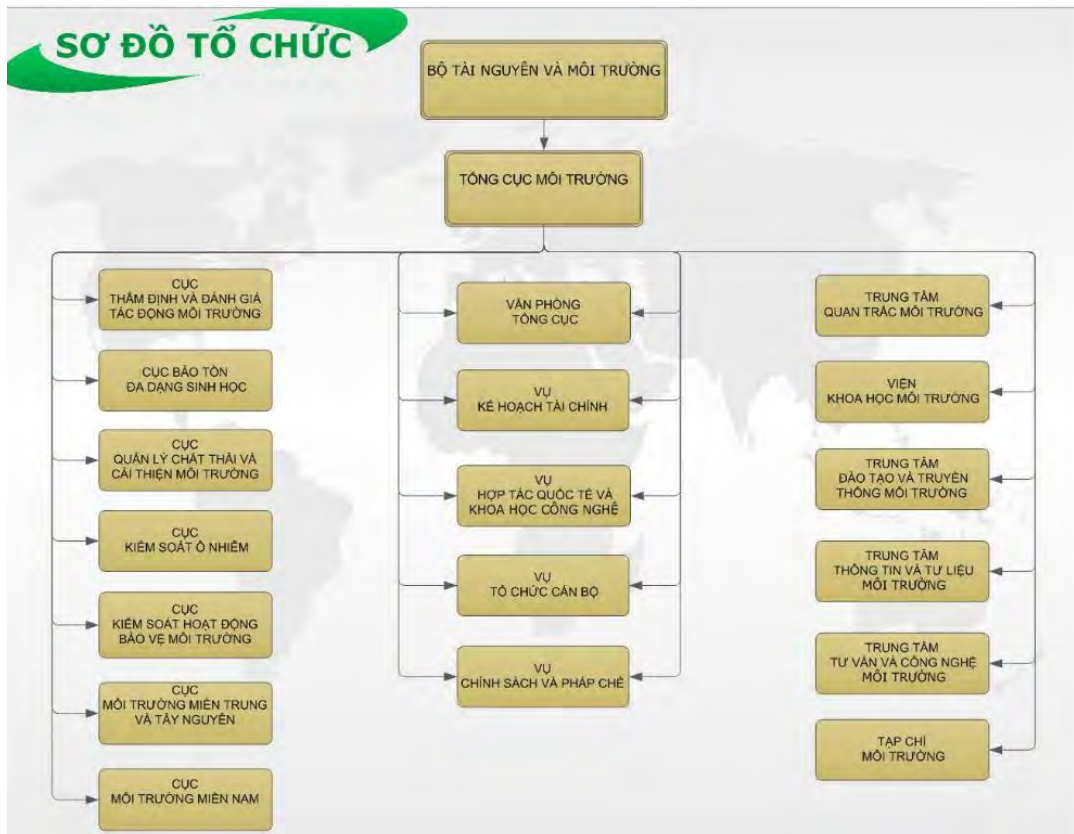 SƠ ĐỒ TỔ CHỨC
BỘ TÀI NGUYÊN VÀ MÔI TRƯỜNG
TỔNG CỤC MÔI TRƯỜNG
CỤC
THẨM ĐỊNH VÀ ĐÁNH GIÁ
TÁC ĐỘNG MÔI TRƯỜNG
CỤC BẢO TỒN
ĐA DẠNG SINH HỌC
CỤC
QUẢN LÝ CHẤT THẢI VÀ
CẢI THIỆN MÔI TRƯỜNG
CỤC
KIỂM SOÁT Ô NHIỄM
CỤC
KIỂM SOÁT HOẠT ĐỘNG
BẢO VỆ MÔI TRƯỜNG
CỤC
MÔI TRƯỜNG MIỀN TRUNG
VÀ TÂY NGUYÊN
CỤC
MÔI TRƯỜNG MIỀN NAM
VĂN PHÒNG
TỔNG CỤC
VỤ
KẾ HOẠCH TÀI CHÍNH
VỤ
HỢP TÁC QUỐC TẾ VÀ
KHOA HỌC CÔNG NGHỆ
VỤ
TỔ CHỨC CÁN BỘ
VỤ
CHÍNH SÁCH VÀ PHÁP CHẾ
TRUNG TÂM
QUAN TRẮC MÔI TRƯỜNG
VIỆN
KHOA HỌC MÔI TRƯỜNG
TRUNG TÂM
ĐÀO TẠO VÀ TRUYỀN
THÔNG MÔI TRƯỜNG
TRUNG TÂM
THÔNG TIN VÀ TƯ LIỆU
MÔI TRƯỜNG
TRUNG TÂM
TƯ VẤN VÀ CÔNG NGHỆ
MÔI TRƯỜNG
TẠP CHÍ
MÔI TRƯỜNG